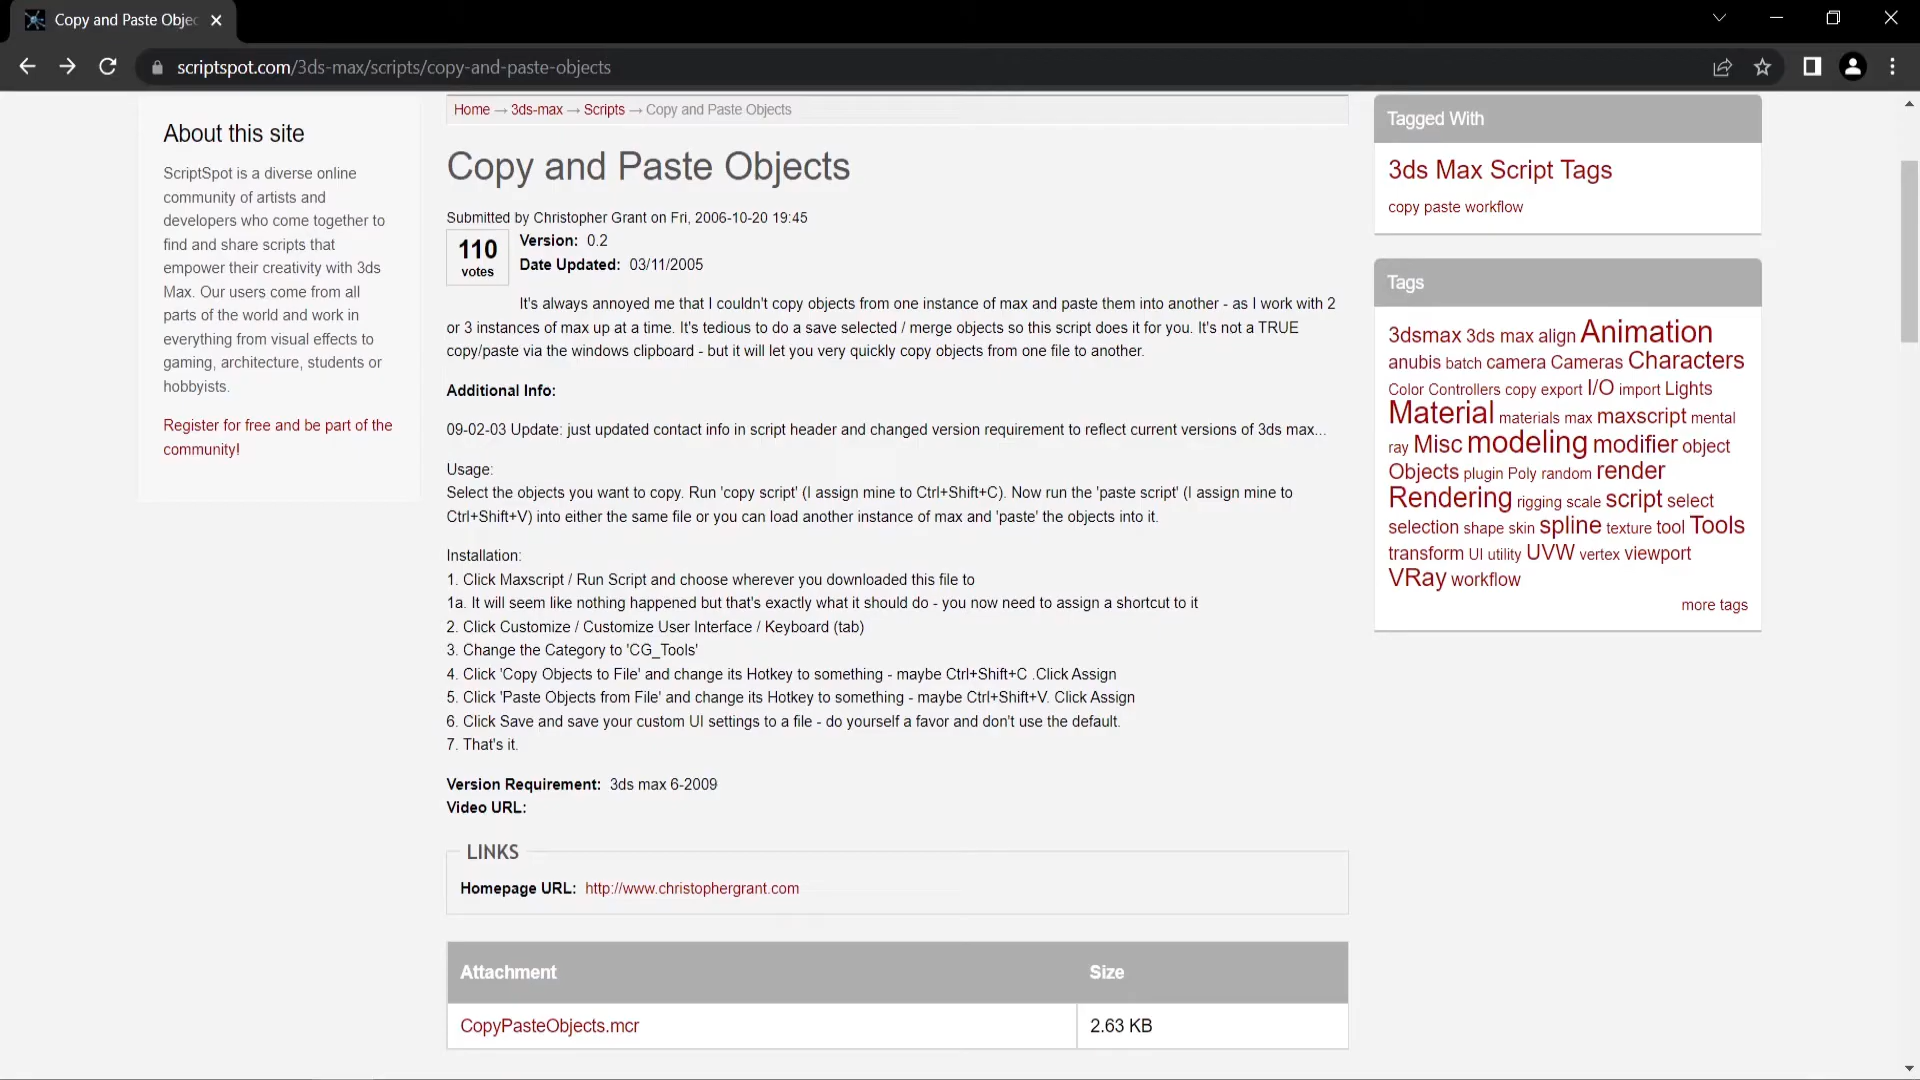 Copy and Paste Objec
scriptspot.com/3ds-max/scripts/copy-and-paste-objects
About this site
ScriptSpot is a diverse online
community of artists and
developers who come together to
find and share scripts that
empower their creativity with 3ds
Max. Our users come from all
parts of the world and work in
everything from visual effects to
gaming, architecture, students or
hobbyists.
Register for free and be part of the
community!
Home → 3ds-max → Scripts → Copy and Paste Objects
Copy and Paste Objects
Submitted by Christopher Grant on Fri, 2006-10-20 19:45
110
votes
Version: 0.2
Date Updated: 03/11/2005
It's always annoyed me that I couldn't copy objects from one instance of max and paste them into another - as I work with 2
or 3 instances of max up at a time. It's tedious to do a save selected / merge objects so this script does it for you. It's not a TRUE
copy/paste via the windows clipboard - but it will let you very quickly copy objects from one file to another.
Additional Info:
09-02-03 Update: just updated contact info in script header and changed version requirement to reflect current versions of 3ds max...
Usage:
Select the objects you want to copy. Run 'copy script' (I assign mine to Ctrl+Shift+C). Now run the 'paste script' (I assign mine to
Ctrl+Shift+V) into either the same file or you can load another instance of max and 'paste' the objects into it.
Installation:
1. Click Maxscript / Run Script and choose wherever you downloaded this file to
1a. It will seem like nothing happened but that's exactly what it should do - you now need to assign a shortcut to it
2. Click Customize / Customize User Interface / Keyboard (tab)
3. Change the Category to 'CG_Tools'
4. Click 'Copy Objects to File' and change its Hotkey to something - maybe Ctrl+Shift+C .Click Assign
5. Click 'Paste Objects from File' and change its Hotkey to something - maybe Ctrl+Shift+V. Click Assign
6. Click Save and save your custom UI settings to a file - do yourself a favor and don't use the default.
7. That's it.
Version Requirement: 3ds max 6-2009
Video URL:
LINKS
Homepage URL: http://www.christophergrant.com
Attachment Size
CopyPasteObjects.mcr 2.63 KB
Tagged With
3ds Max Script Tags
copy paste workflow
Tags
3dsmax 3ds max align Animation
anubis batch camera Cameras Characters
Color Controllers copy export I/O import Lights
Material materials max maxscript mental
ray Misc modeling modifier object
Objects plugin Poly random render
Rendering rigging scale script select
selection shape skin spline texture tool Tools
transform UI utility UVW vertex viewport
VRay workflow
more tags